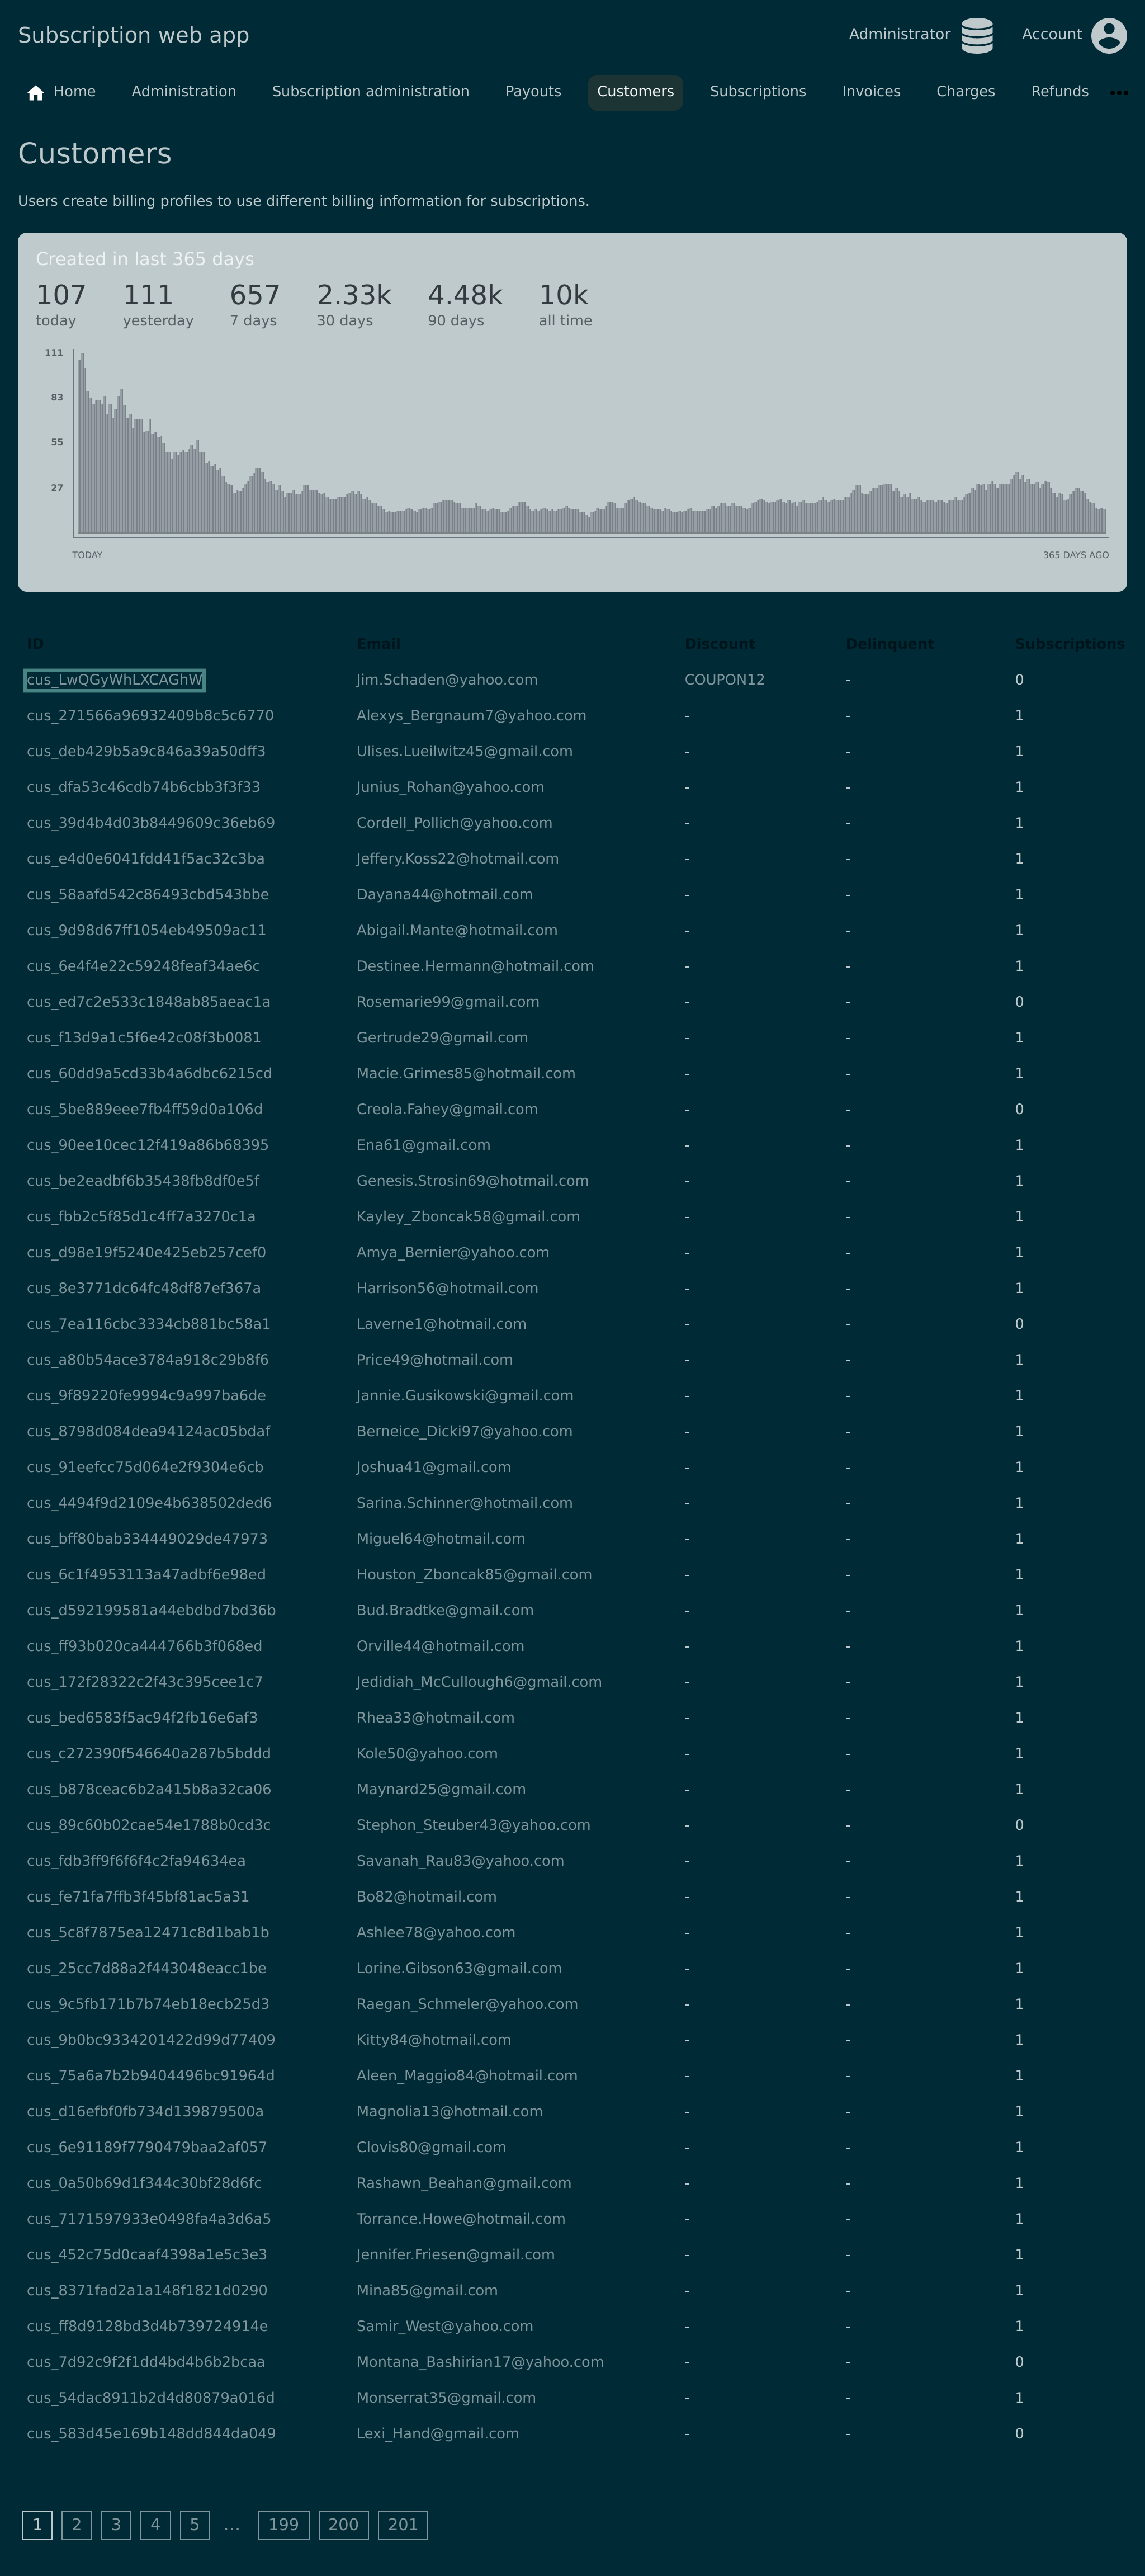 Subscription web app
Administrator Account
Home Administration Subscription administration Payouts Customers Subscriptions Invoices Charges Refunds •••
Customers
Users create billing profiles to use different billing information for subscriptions.
Created in last 365 days
107 111 657 2.33k 4.48k 10k
today yesterday 7 days 30 days 90 days all time
111
83
55
27
TODAY 365 DAYS AGO
ID Email Discount Delinquent Subscriptions
cus_LwQGyWhLXCAGhW Jim.Schaden@yahoo.com COUPON12 - 0
cus_271566a96932409b8c5c6770 Alexys_Bergnaum7@yahoo.com - - 1
cus_deb429b5a9c846a39a50dff3 Ulises.Lueilwitz45@gmail.com - - 1
cus_dfa53c46cdb74b6cbb3f3f33 Junius_Rohan@yahoo.com - - 1
cus_39d4b4d03b8449609c36eb69 Cordell_Pollich@yahoo.com - - 1
cus_e4d0e6041fdd41f5ac32c3ba Jeffery.Koss22@hotmail.com - - 1
cus_58aafd542c86493cbd543bbe Dayana44@hotmail.com - - 1
cus_9d98d67ff1054eb49509ac11 Abigail.Mante@hotmail.com - - 1
cus_6e4f4e22c59248feaf34ae6c Destinee.Hermann@hotmail.com - - 1
cus_ed7c2e533c1848ab85aeac1a Rosemarie99@gmail.com - - 0
cus_f13d9a1c5f6e42c08f3b0081 Gertrude29@gmail.com - - 1
cus_60dd9a5cd33b4a6dbc6215cd Macie.Grimes85@hotmail.com - - 1
cus_5be889eee7fb4ff59d0a106d Creola.Fahey@gmail.com - - 0
cus_90ee10cec12f419a86b68395 Ena61@gmail.com - - 1
cus_be2eadbf6b35438fb8df0e5f Genesis.Strosin69@hotmail.com - - 1
cus_fbb2c5f85d1c4ff7a3270c1a Kayley_Zboncak58@gmail.com - - 1
cus_d98e19f5240e425eb257cef0 Amya_Bernier@yahoo.com - - 1
cus_8e3771dc64fc48df87ef367a Harrison56@hotmail.com - - 1
cus_7ea116cbc3334cb881bc58a1 Laverne1@hotmail.com - - 0
cus_a80b54ace3784a918c29b8f6 Price49@hotmail.com - - 1
cus_9f89220fe9994c9a997ba6de Jannie.Gusikowski@gmail.com - - 1
cus_8798d084dea94124ac05bdaf Berneice_Dicki97@yahoo.com - - 1
cus_91eefcc75d064e2f9304e6cb Joshua41@gmail.com - - 1
cus_4494f9d2109e4b638502ded6 Sarina.Schinner@hotmail.com - - 1
cus_bff80bab334449029de47973 Miguel64@hotmail.com - - 1
cus_6c1f4953113a47adbf6e98ed Houston_Zboncak85@gmail.com - - 1
cus_d592199581a44ebdbd7bd36b Bud.Bradtke@gmail.com - - 1
cus_ff93b020ca444766b3f068ed Orville44@hotmail.com - - 1
cus_172f28322c2f43c395cee1c7 Jedidiah_McCullough6@gmail.com - - 1
cus_bed6583f5ac94f2fb16e6af3 Rhea33@hotmail.com - - 1
cus_c272390f546640a287b5bddd Kole50@yahoo.com - - 1
cus_b878ceac6b2a415b8a32ca06 Maynard25@gmail.com - - 1
cus_89c60b02cae54e1788b0cd3c Stephon_Steuber43@yahoo.com - - 0
cus_fdb3ff9f6f6f4c2fa94634ea Savanah_Rau83@yahoo.com - - 1
cus_fe71fa7ffb3f45bf81ac5a31 Bo82@hotmail.com - - 1
cus_5c8f7875ea12471c8d1bab1b Ashlee78@yahoo.com - - 1
cus_25cc7d88a2f443048eacc1be Lorine.Gibson63@gmail.com - - 1
cus_9c5fb171b7b74eb18ecb25d3 Raegan_Schmeler@yahoo.com - - 1
cus_9b0bc9334201422d99d77409 Kitty84@hotmail.com - - 1
cus_75a6a7b2b9404496bc91964d Aleen_Maggio84@hotmail.com - - 1
cus_d16efbf0fb734d139879500a Magnolia13@hotmail.com - - 1
cus_6e91189f7790479baa2af057 Clovis80@gmail.com - - 1
cus_0a50b69d1f344c30bf28d6fc Rashawn_Beahan@gmail.com - - 1
cus_7171597933e0498fa4a3d6a5 Torrance.Howe@hotmail.com - - 1
cus_452c75d0caaf4398a1e5c3e3 Jennifer.Friesen@gmail.com - - 1
cus_8371fad2a1a148f1821d0290 Mina85@gmail.com - - 1
cus_ff8d9128bd3d4b739724914e Samir_West@yahoo.com - - 1
cus_7d92c9f2f1dd4bd4b6b2bcaa Montana_Bashirian17@yahoo.com - - 0
cus_54dac8911b2d4d80879a016d Monserrat35@gmail.com - - 1
cus_583d45e169b148dd844da049 Lexi_Hand@gmail.com - - 0
1 2 3 4 5 ... 199 200 201